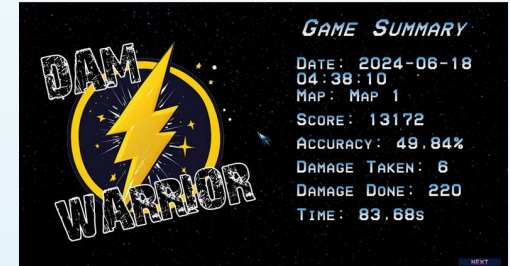 DAM
WARRIOR
GAME SUMMARY
DATE: 2024-06-18
04:38:10
MAP: MAP 1
SCORE: 13172
ACCURACY: 49.84%
DAMAGE TAKEN: 6
DAMAGE DONE: 220
TIME: 83.68S
NEXT